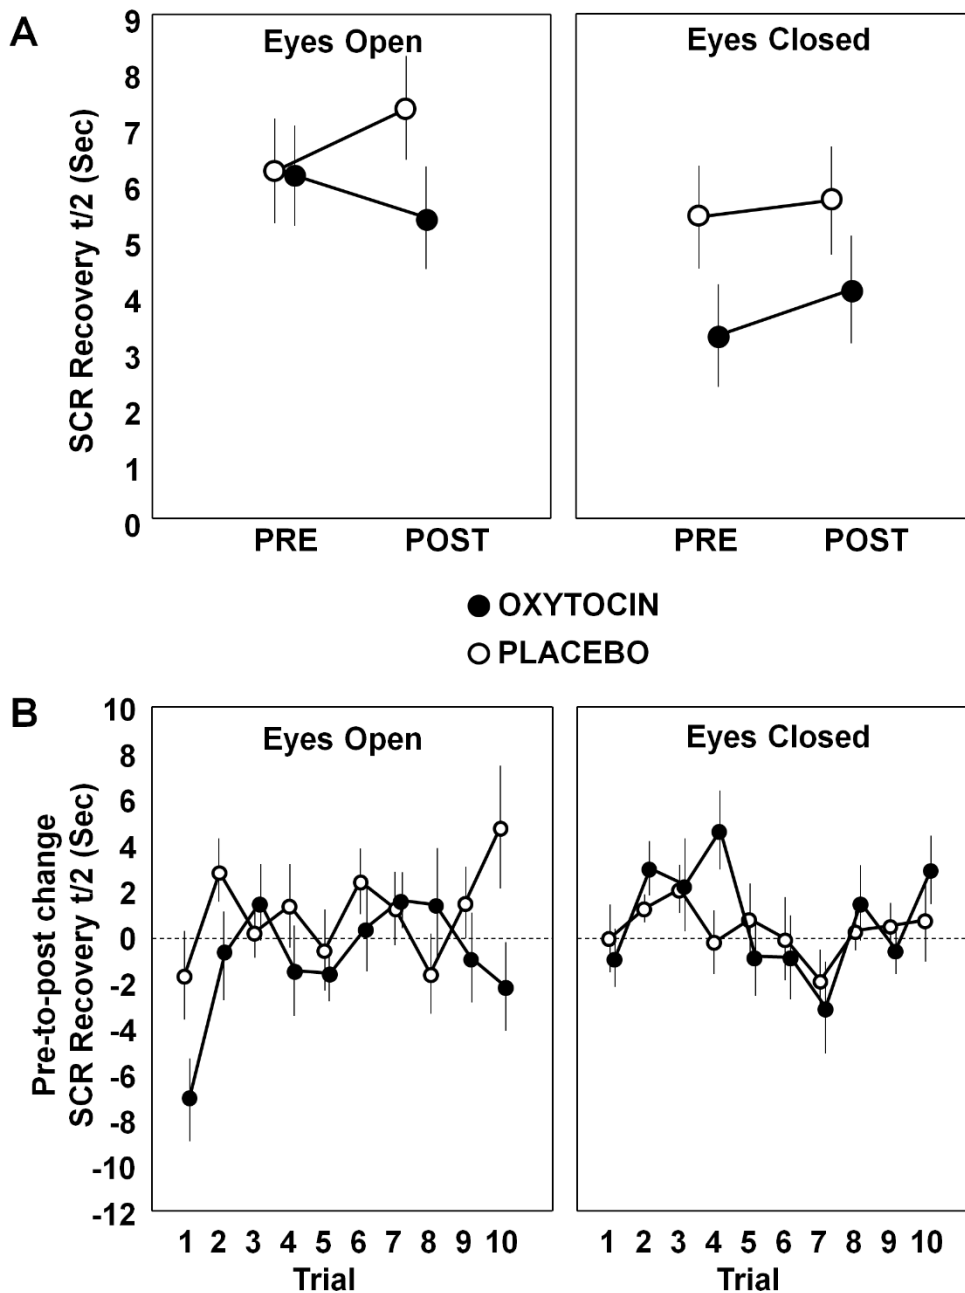 A
Eyes Open
Eyes Closed
SCR Recovery t/2 (Sec)
9
8
7
6
5
4
3
2
1
0
PRE POST
PRE POST
OXYTOCIN
PLACEBO
B
Eyes Open
Eyes Closed
Pre-to-post change
SCR Recovery t/2 (Sec)
10
8
6
4
2
0
-2
-4
-6
-8
-10
-12
1 2 3 4 5 6 7 8 9 10
1 2 3 4 5 6 7 8 9 10
Trial
Trial